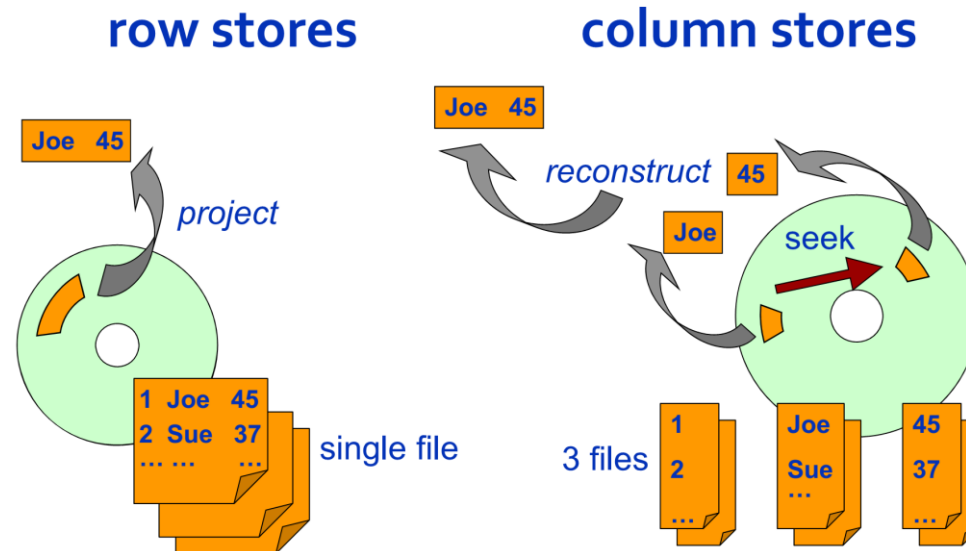 row stores
Joe 45
project
1 Joe 45
2 Sue 37
... ... ...
single file
column stores
Joe 45
reconstruct
45
Joe
seek
3 files
1
2
...
Joe
Sue
...
45
37
...